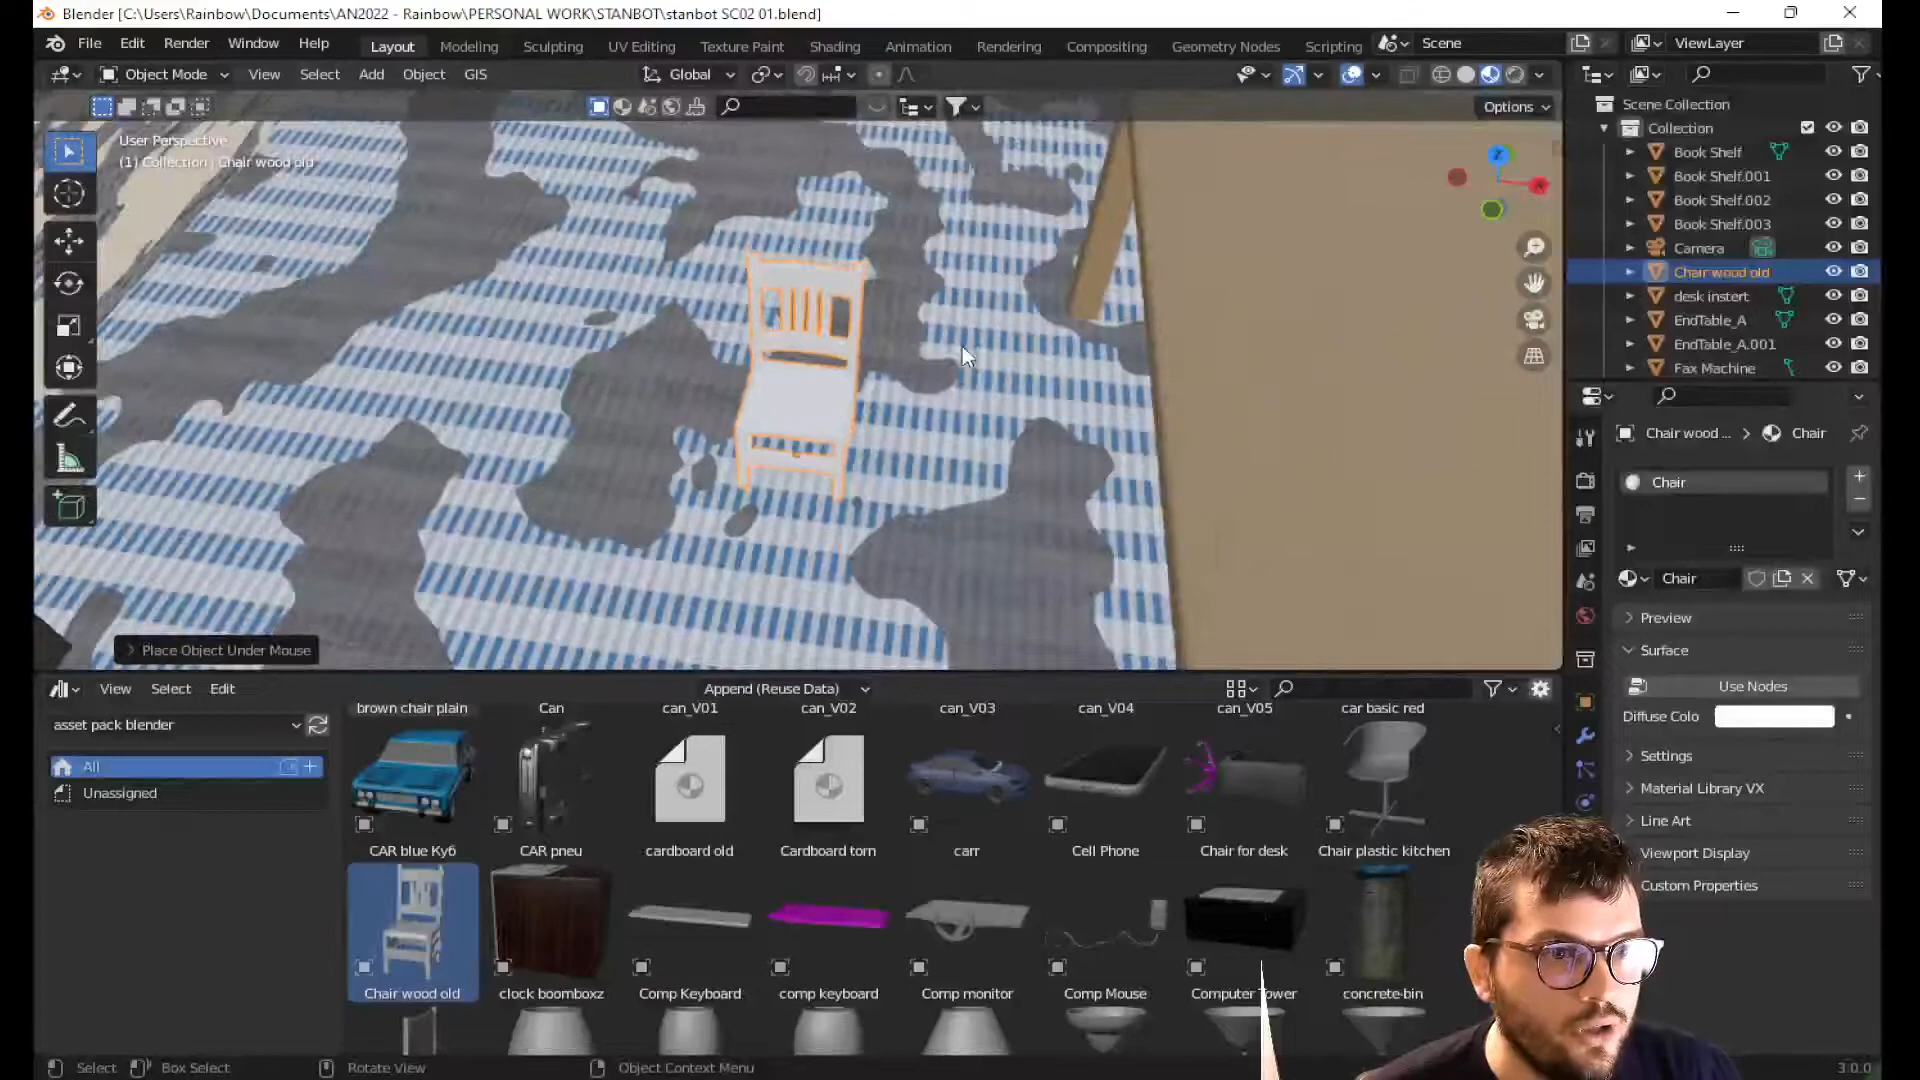 Blender [C:\Users\Rainbow\Documents\AN2022 - Rainbow\PERSONAL WORK\STANBOT\stanbot SC02 01.blend]
File Edit Render Window Help Layout Modeling Sculpting UV Editing Texture Paint Shading Animation Rendering Compositing Geometry Nodes Scripting Scene ViewLayer
Object Mode View Select Add Object GIS Global
Options
User Perspective
(1) Collection | Chair wood old
Place Object Under Mouse
Scene Collection
Collection
Book Shelf
Book Shelf.001
Book Shelf.002
Book Shelf.003
Camera
Chair wood old
desk instert
EndTable_A
EndTable_A.001
Fax Machine
Chair wood ... > Chair
Chair
Chair
Preview
Surface
Use Nodes
Diffuse Colo
Settings
Material Library VX
Line Art
Viewport Display
Custom Properties
View Select Edit Append (Reuse Data)
asset pack blender
All
Unassigned
brown chair plain Can can_V01 can_V02 can_V03 can_V04 can_V05 car basic red
CAR blue Куб CAR pneu cardboard old Cardboard torn carr Cell Phone Chair for desk Chair plastic kitchen
Chair wood old clock boomboxz Comp Keyboard comp keyboard Comp monitor Comp Mouse Computer Tower concrete-bin
Select Box Select Rotate View Object Context Menu 3.0.0